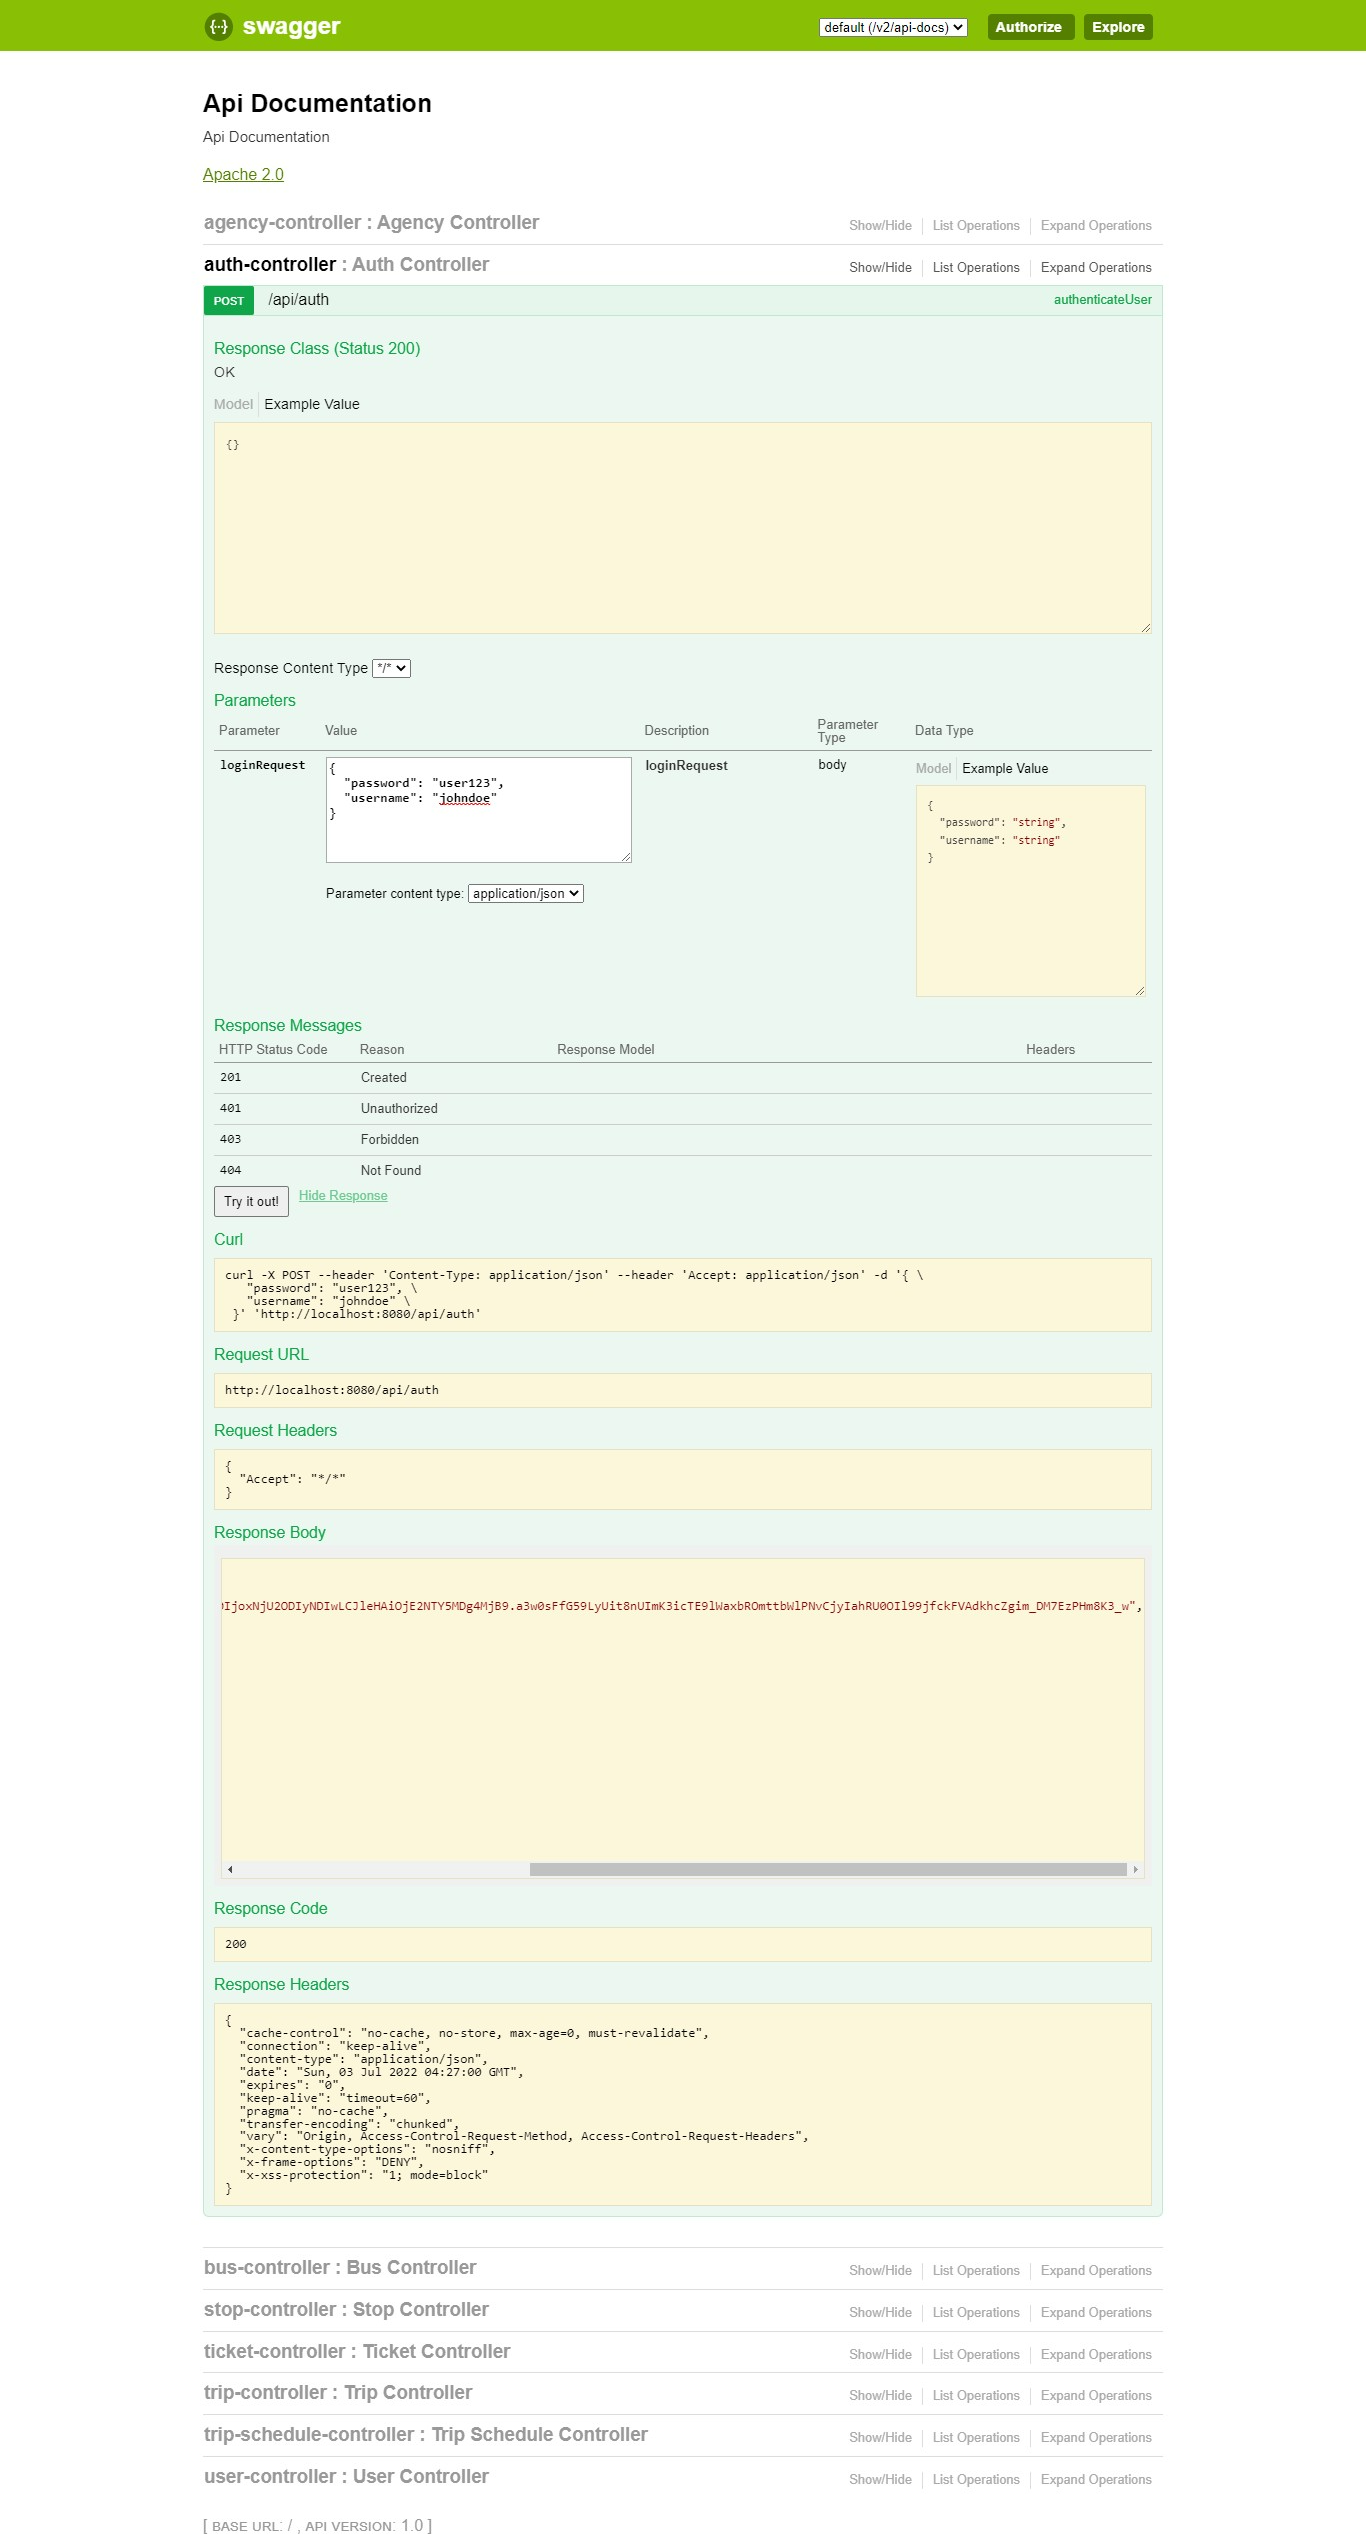 swagger
default (/v2/api-docs) Authorize Explore
Api Documentation
Api Documentation
Apache 2.0
agency-controller : Agency Controller Show/Hide List Operations Expand Operations
auth-controller : Auth Controller Show/Hide List Operations Expand Operations
POST /api/auth authenticateUser
Response Class (Status 200)
OK
Model Example Value
{}
Response Content Type */*
Parameters
Parameter Value Description Parameter Type Data Type
loginRequest
{
"password": "user123",
"username": "johndoe"
}
Parameter content type: application/json
loginRequest
body
Model Example Value
{
"password": "string",
"username": "string"
}
Response Messages
HTTP Status Code Reason Response Model Headers
201 Created
401 Unauthorized
403 Forbidden
404 Not Found
Try it out! Hide Response
Curl
curl -X POST --header 'Content-Type: application/json' --header 'Accept: application/json' -d '{ \
"password": "user123", \
"username": "johndoe" \
}' 'http://localhost:8080/api/auth'
Request URL
http://localhost:8080/api/auth
Request Headers
{
"Accept": "*/*"
}
Response Body
Response Code
200
Response Headers
{
"cache-control": "no-cache, no-store, max-age=0, must-revalidate",
"connection": "keep-alive",
"content-type": "application/json",
"date": "Sun, 03 Jul 2022 04:27:00 GMT",
"expires": "0",
"keep-alive": "timeout=60",
"pragma": "no-cache",
"transfer-encoding": "chunked",
"vary": "Origin, Access-Control-Request-Method, Access-Control-Request-Headers",
"x-content-type-options": "nosniff",
"x-frame-options": "DENY",
"x-xss-protection": "1; mode=block"
}
bus-controller : Bus Controller Show/Hide List Operations Expand Operations
stop-controller : Stop Controller Show/Hide List Operations Expand Operations
ticket-controller : Ticket Controller Show/Hide List Operations Expand Operations
trip-controller : Trip Controller Show/Hide List Operations Expand Operations
trip-schedule-controller : Trip Schedule Controller Show/Hide List Operations Expand Operations
user-controller : User Controller Show/Hide List Operations Expand Operations
[ BASE URL: / , API VERSION: 1.0 ]